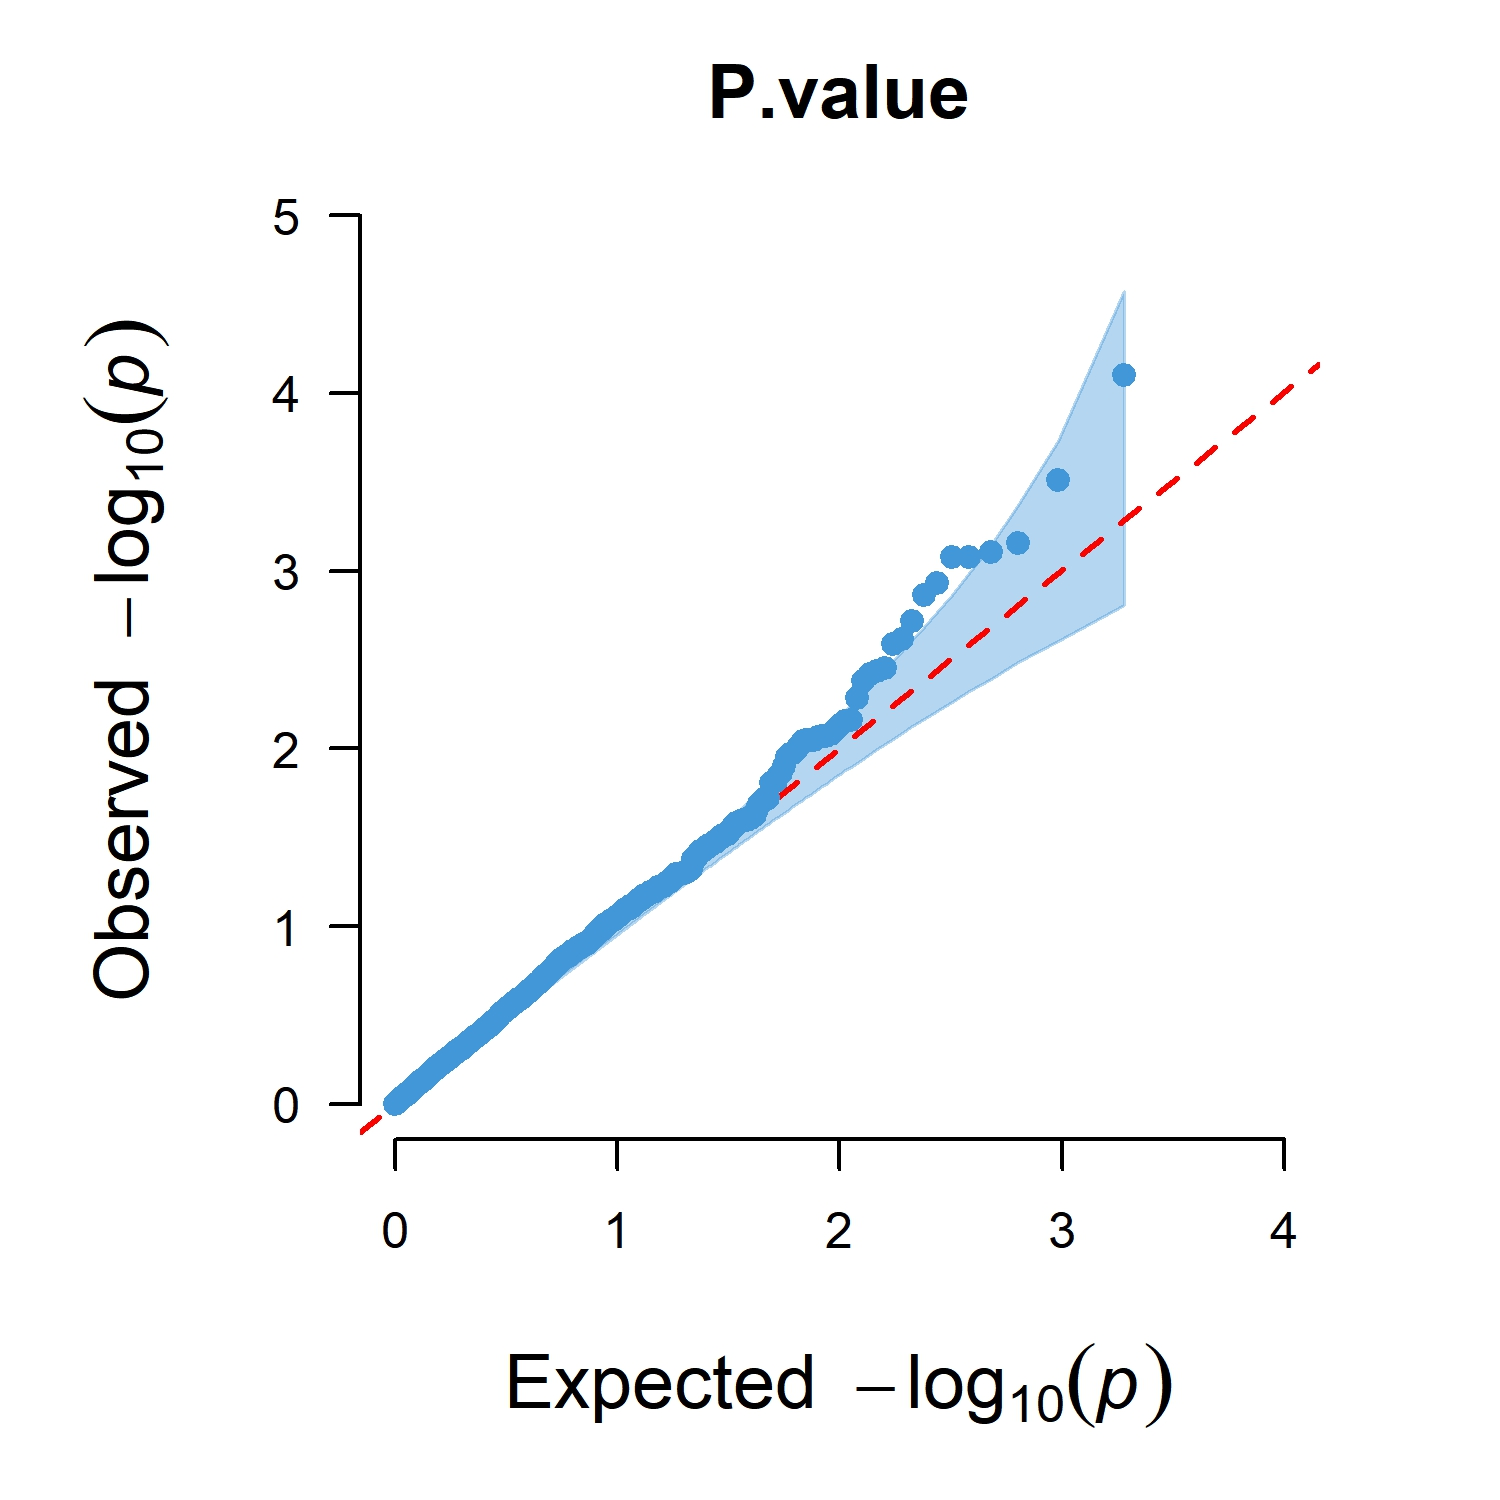 P.value
5
4
3
2
1
0
Observed −log10(p)
0 1 2 3 4
Expected −log10(p)